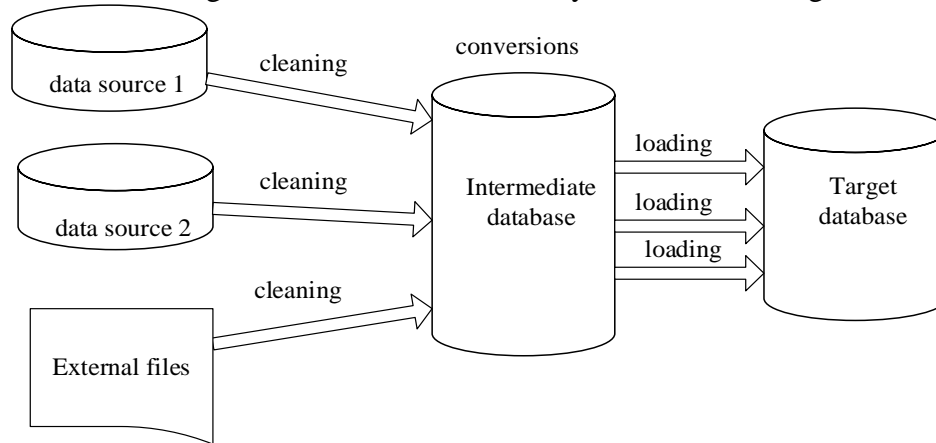 conversions
cleaning
data source 1
cleaning
data source 2
cleaning
External files
Intermediate
database
loading
loading
loading
Target
database